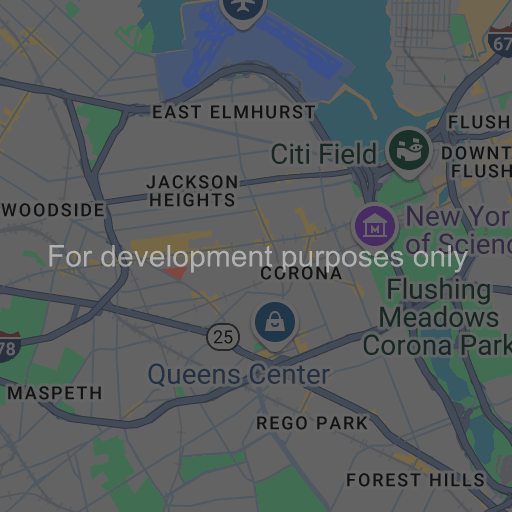 67
EAST ELMHURST
FLUSH
Citi Field
DOWNT
FLUSH
JACKSON
HEIGHTS
WOODSIDE
New Yor
of Scienc
M
For development purposes only
CORONA
Flushing
Meadows
Corona Park
25
78
Queens Center
MASPETH
REGO PARK
FOREST HILLS